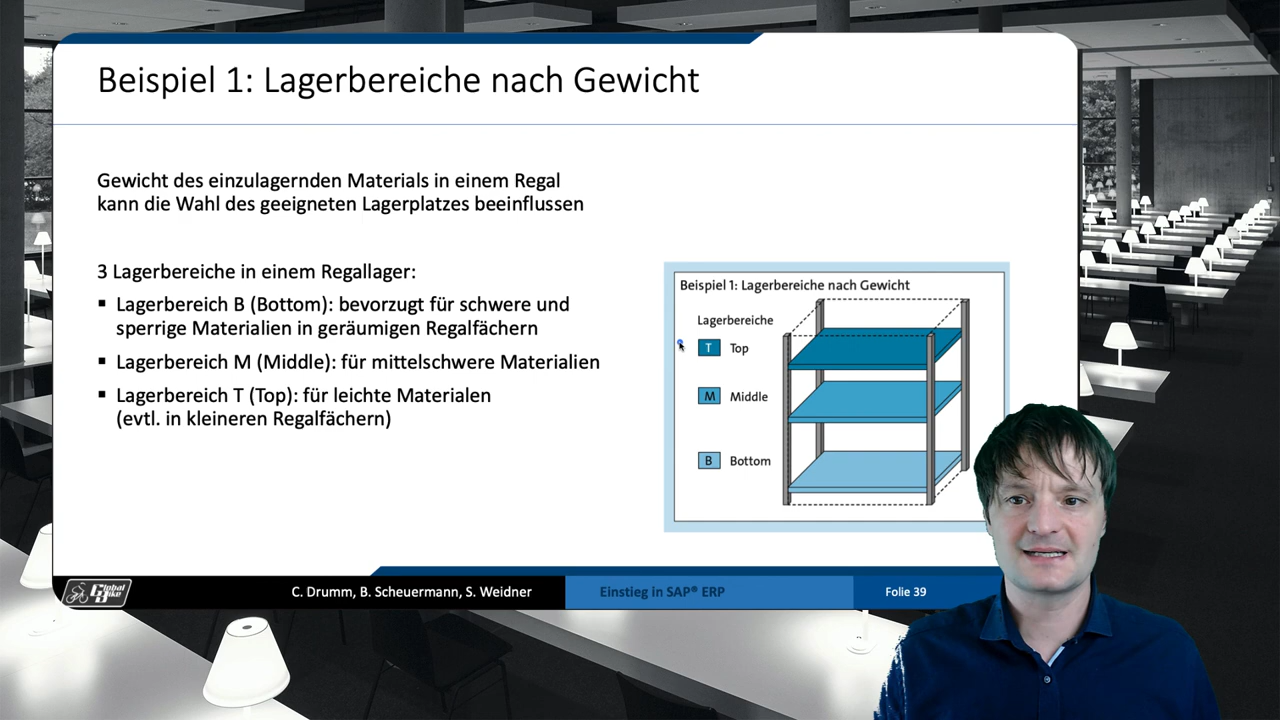 Beispiel 1: Lagerbereiche nach Gewicht
Gewicht des einzulagernden Materials in einem Regal
kann die Wahl des geeigneten Lagerplatzes beeinflussen
3 Lagerbereiche in einem Regallager:
▪ Lagerbereich B (Bottom): bevorzugt für schwere und
sperrige Materialien in geräumigen Regalfächern
▪ Lagerbereich M (Middle): für mittelschwere Materialien
▪ Lagerbereich T (Top): für leichte Materialen
(evtl. in kleineren Regalfächern)
Beispiel 1: Lagerbereiche nach Gewicht
Lagerbereiche
T Top
M Middle
B Bottom
Global
Bike
C. Drumm, B. Scheuermann, S. Weidner
Einstieg in SAP® ERP
Folie 39